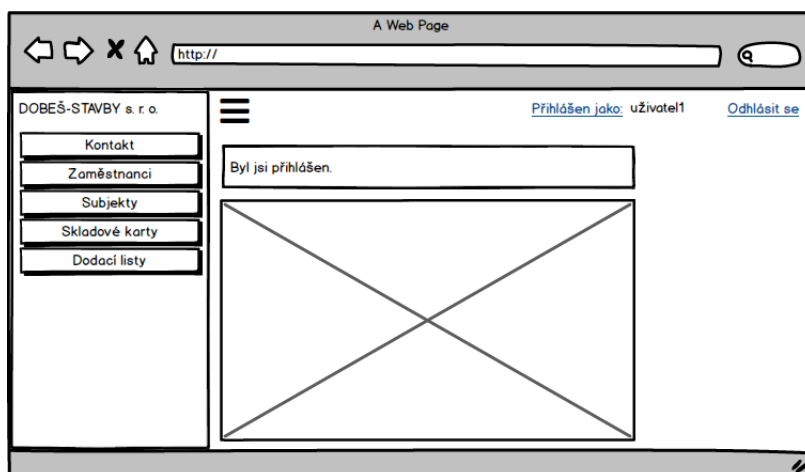 A Web Page
http://
DOBEŠ-STAVBY s. r. o.
Přihlášen jako: uživatel1
Odhlásit se
Kontakt
Zaměstnanci
Subjekty
Skladové karty
Dodací listy
Byl jsi přihlášen.